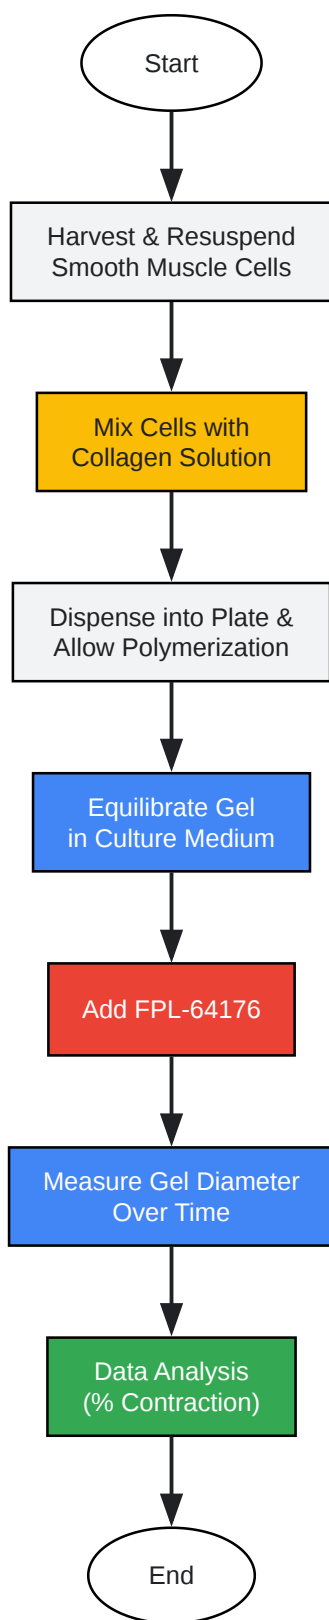 Start
Harvest & Resuspend
Smooth Muscle Cells
Mix Cells with
Collagen Solution
Dispense into Plate &
Allow Polymerization
Equilibrate Gel
in Culture Medium
Add FPL-64176
Measure Gel Diameter
Over Time
Data Analysis
(% Contraction)
End